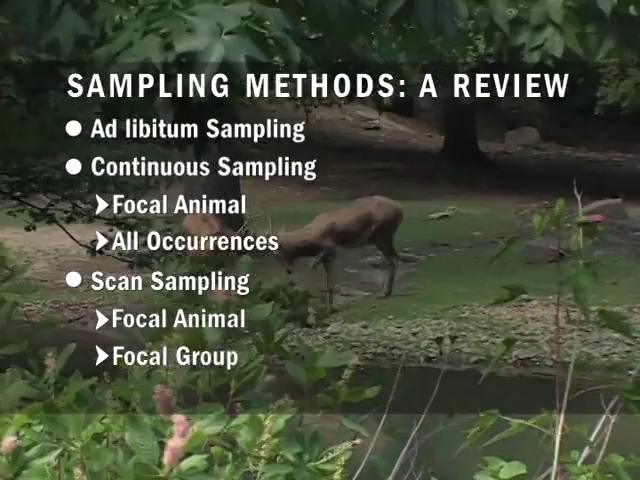 SAMPLING METHODS: A REVIEW
Ad libitum Sampling
Continuous Sampling
Focal Animal
All Occurrences
Scan Sampling
Focal Animal
Focal Group